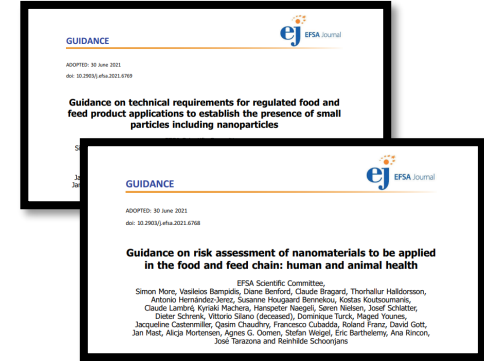 GUIDANCE
ej EFSA Journal
ADOPTED: 30 June 2021
doi: 10.2903/j.efsa.2021.6769
Guidance on technical requirements for regulated food and
feed product applications to establish the presence of small
particles including nanoparticles
GUIDANCE
ej EFSA Journal
ADOPTED: 30 June 2021
doi: 10.2903/j.efsa.2021.6768
Guidance on risk assessment of nanomaterials to be applied
in the food and feed chain: human and animal health
EFSA Scientific Committee,
Simon More, Vasileios Bampidis, Diane Benford, Claude Bragard, Thorhallur Halldorsson,
Antonio Hernández-Jerez, Susanne Hougaard Bennekou, Kostas Koutsoumanis,
Claude Lambré, Kyriaki Machera, Hanspeter Naegeli, Søren Nielsen, Josef Schlatter,
Dieter Schrenk, Vittorio Silano (deceased), Dominique Turck, Maged Younes,
Jacqueline Castenmiller, Qasim Chaudhry, Francesco Cubadda, Roland Franz, David Gott,
Jan Mast, Alicja Mortensen, Agnes G. Oomen, Stefan Weigel, Eric Barthelemy, Ana Rincon,
José Tarazona and Reinhilde Schoonjans